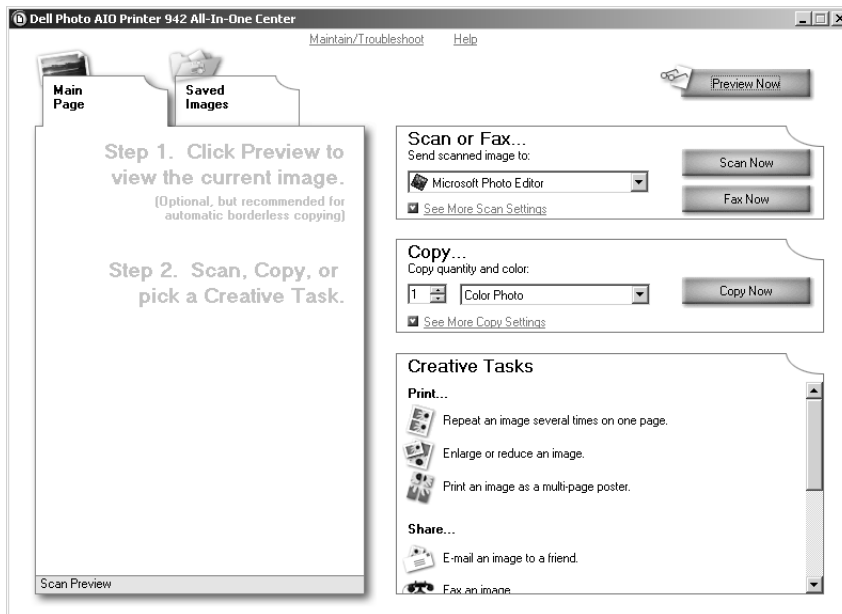 Dell Photo AIO Printer 942 All-In-One Center
Maintain/Troubleshoot Help
Main
Page
Saved
Images
Preview Now
Step 1. Click Preview to
view the current image.
(Optional, but recommended for
automatic borderless copying)
Step 2. Scan, Copy, or
pick a Creative Task.
Scan Preview
Scan or Fax...
Send scanned image to:
Microsoft Photo Editor
See More Scan Settings
Scan Now
Fax Now
Copy...
Copy quantity and color:
1 Color Photo
See More Copy Settings
Copy Now
Creative Tasks
Print...
Repeat an image several times on one page.
Enlarge or reduce an image.
Print an image as a multi-page poster.
Share...
E-mail an image to a friend.
Fax an image